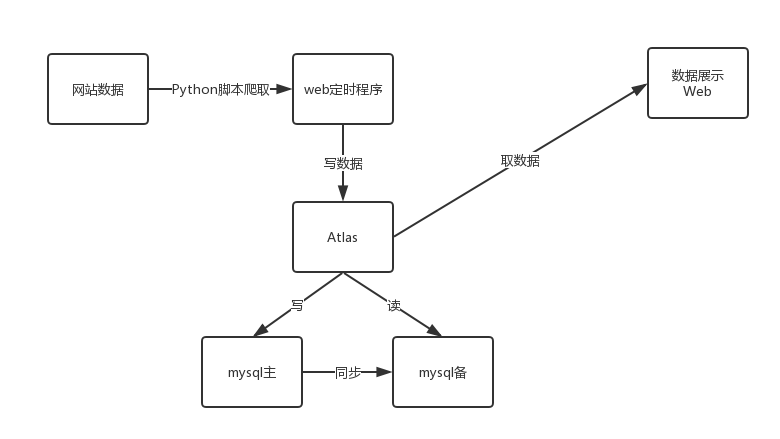 网站数据
Python脚本爬取
web定时程序
数据展示
Web
写数据
取数据
Atlas
写
读
mysql主
同步
mysql备